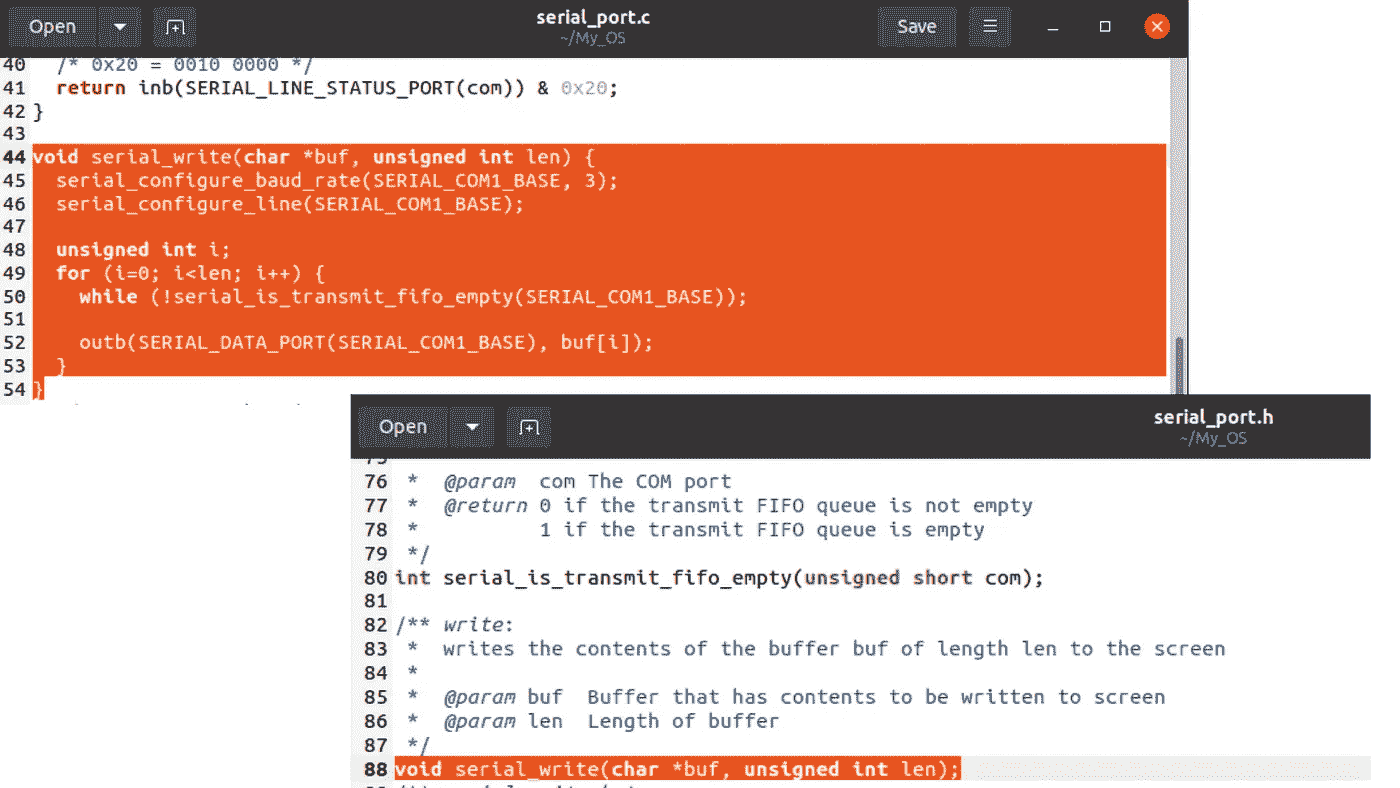 Open
serial_port.c
~/My_OS
Save
40   /* 0x20 = 0010 0000 */
41   return inb(SERIAL_LINE_STATUS_PORT(com)) & 0x20;
42 }
43
44 void serial_write(char *buf, unsigned int len) {
45   serial_configure_baud_rate(SERIAL_COM1_BASE, 3);
46   serial_configure_line(SERIAL_COM1_BASE);
47
48   unsigned int i;
49   for (i=0; i<len; i++) {
50     while (!serial_is_transmit_fifo_empty(SERIAL_COM1_BASE));
51
52     outb(SERIAL_DATA_PORT(SERIAL_COM1_BASE), buf[i]);
53   }
54 }
Open
serial_port.h
~/My_OS
76  *  @param  com The COM port
77  *  @return 0 if the transmit FIFO queue is not empty
78  *          1 if the transmit FIFO queue is empty
79  */
80 int serial_is_transmit_fifo_empty(unsigned short com);
81
82 /** write:
83  *  writes the contents of the buffer buf of length len to the screen
84  *
85  *  @param buf  Buffer that has contents to be written to screen
86  *  @param len  Length of buffer
87  */
88 void serial_write(char *buf, unsigned int len);